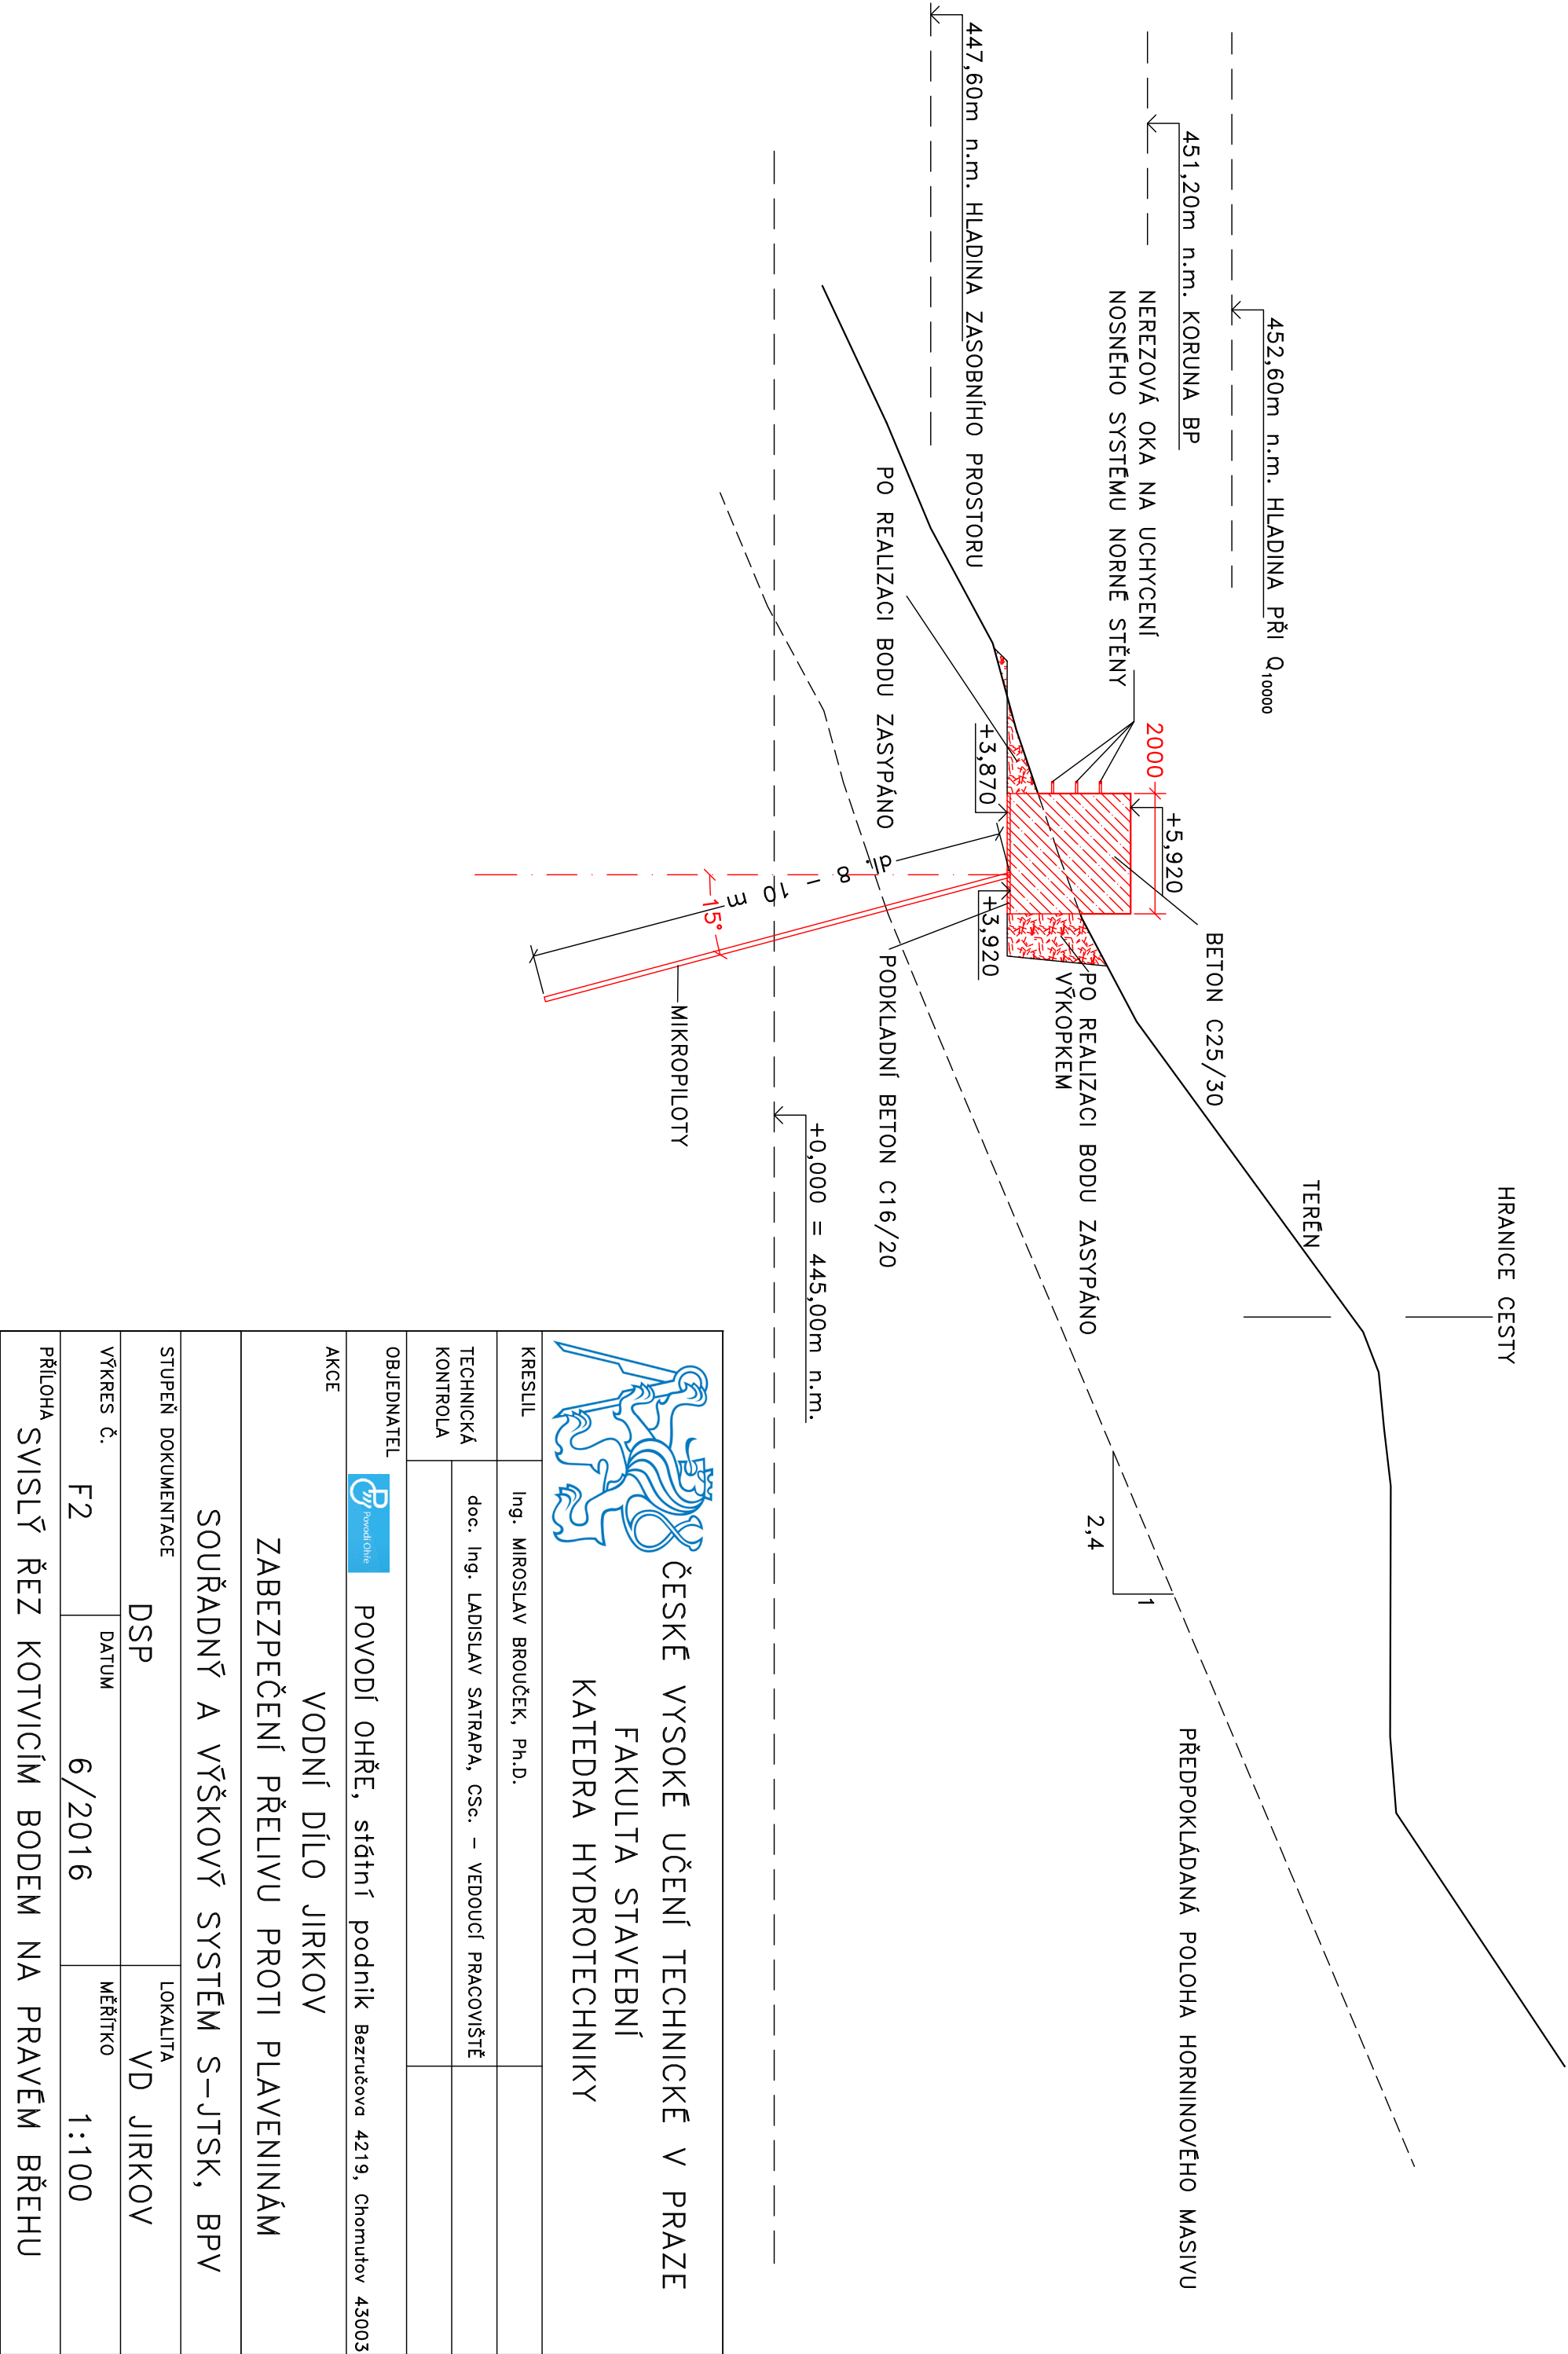 HRANICE CESTY
452,60m n.m. HLADINA PŘI Q10000
TERÉN
451,20m n.m. KORUNA BP
NEREZOVÁ OKA NA UCHYCENÍ
NOSNÉHO SYSTÉMU NORNÉ STĚNY
2000
+5,920
BETON C25/30
PO REALIZACI BODU ZASYPÁNO
VÝKOPKEM
2,4
1
PŘEDPOKLÁDANÁ POLOHA HORNINOVÉHO MASIVU
447,60m n.m. HLADINA ZASOBNÍHO PROSTORU
+3,870
+3,920
PO REALIZACI BODU ZASYPÁNO
PODKLADNÍ BETON C16/20
dl. 8 - 10 m
15°
+0,000 = 445,00m n.m.
MIKROPILOTY
ČESKÉ VYSOKÉ UČENÍ TECHNICKÉ V PRAZE
FAKULTA STAVEBNÍ
KATEDRA HYDROTECHNIKY
KRESLIL
Ing. MIROSLAV BROUČEK, Ph.D.
TECHNICKÁ
KONTROLA
doc. Ing. LADISLAV SATRAPA, CSc. - VEDOUCÍ PRACOVIŠTĚ
OBJEDNATEL
Povodí Ohře
POVODÍ OHŘE, státní podnik Bezručova 4219, Chomutov 43003
AKCE
VODNÍ DÍLO JIRKOV
ZABEZPEČENÍ PŘELIVU PROTI PLAVENINÁM
SOUŘADNÝ A VÝŠKOVÝ SYSTÉM S-JTSK, BPV
STUPEŇ DOKUMENTACE
DSP
LOKALITA
VD JIRKOV
VÝKRES Č.
F2
DATUM
6/2016
MĚŘÍTKO
1:100
PŘÍLOHA
SVISLÝ ŘEZ KOTVICÍM BODEM NA PRAVÉM BŘEHU